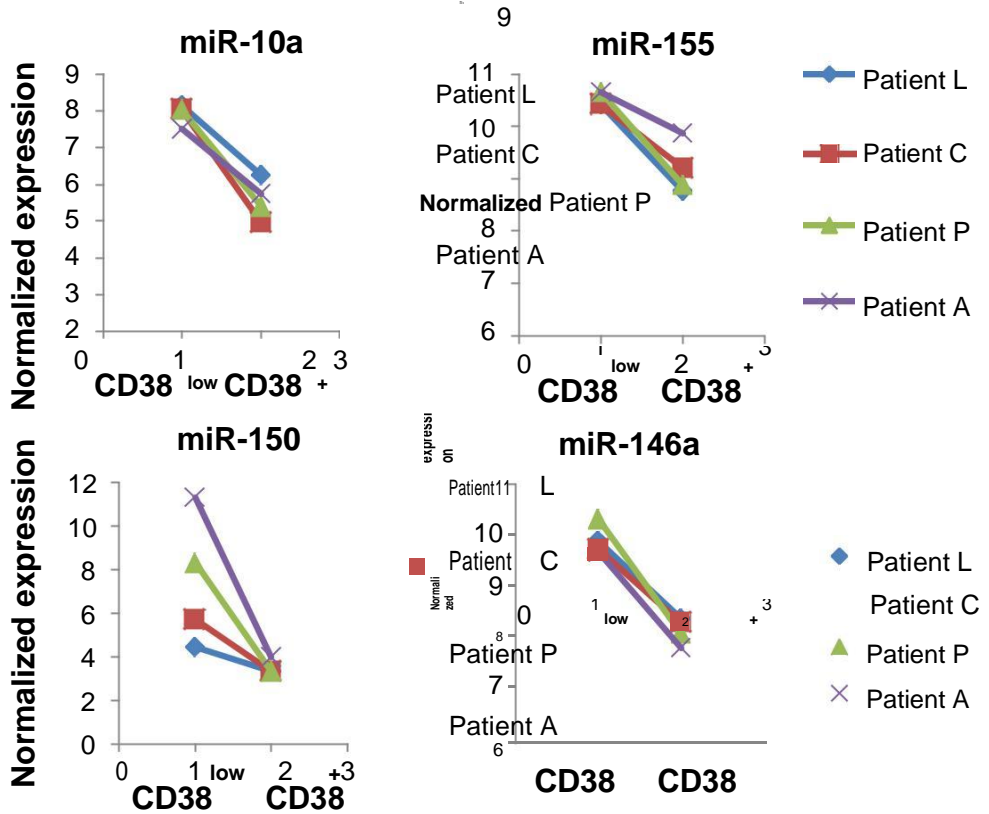 9
miR-10a
miR-155
Normalized expression
9
8
7
6
5
4
3
2
0 1 2 3
CD38 low CD38 +
11
Patient L
10
Patient C
Normalized Patient P
8
Patient A
7
6
0 1 low 2 + 3
CD38 CD38
Patient L
Patient C
Patient P
Patient A
miR-150
Normalized expression
12
10
8
6
4
2
0
0 1 low 2 +3
CD38 CD38
expressi
on
miR-146a
Patient11 L
10
Patient C
9
Normali
zed
0 1 low 2 + 3
8
Patient P
7
Patient A
6
CD38 CD38
Patient L
Patient C
Patient P
Patient A